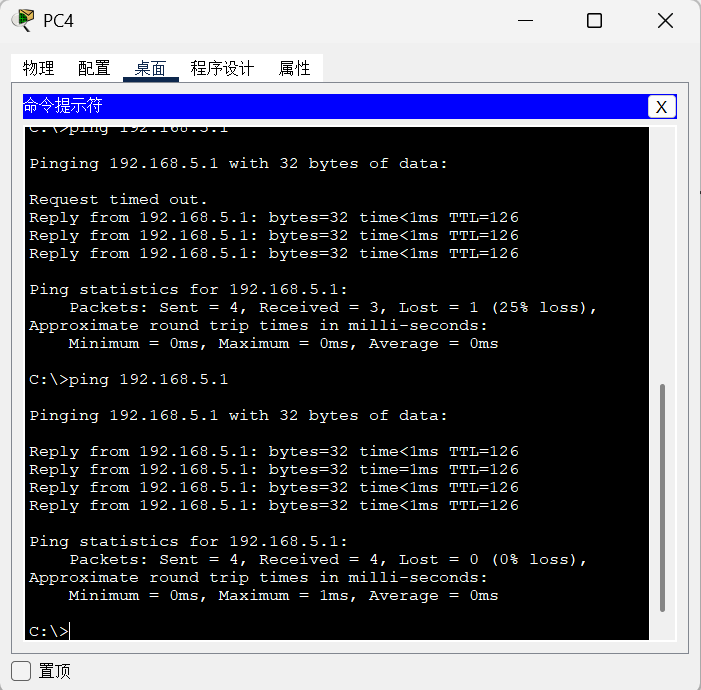 PC4
物理 配置 桌面 程序设计 属性
命令提示符 X
C:\>ping 192.168.5.1
Pinging 192.168.5.1 with 32 bytes of data:
Request timed out.
Reply from 192.168.5.1: bytes=32 time<1ms TTL=126
Reply from 192.168.5.1: bytes=32 time<1ms TTL=126
Reply from 192.168.5.1: bytes=32 time<1ms TTL=126
Ping statistics for 192.168.5.1:
Packets: Sent = 4, Received = 3, Lost = 1 (25% loss),
Approximate round trip times in milli-seconds:
Minimum = 0ms, Maximum = 0ms, Average = 0ms
C:\>ping 192.168.5.1
Pinging 192.168.5.1 with 32 bytes of data:
Reply from 192.168.5.1: bytes=32 time<1ms TTL=126
Reply from 192.168.5.1: bytes=32 time=1ms TTL=126
Reply from 192.168.5.1: bytes=32 time<1ms TTL=126
Reply from 192.168.5.1: bytes=32 time<1ms TTL=126
Ping statistics for 192.168.5.1:
Packets: Sent = 4, Received = 4, Lost = 0 (0% loss),
Approximate round trip times in milli-seconds:
Minimum = 0ms, Maximum = 1ms, Average = 0ms
C:\>
置顶